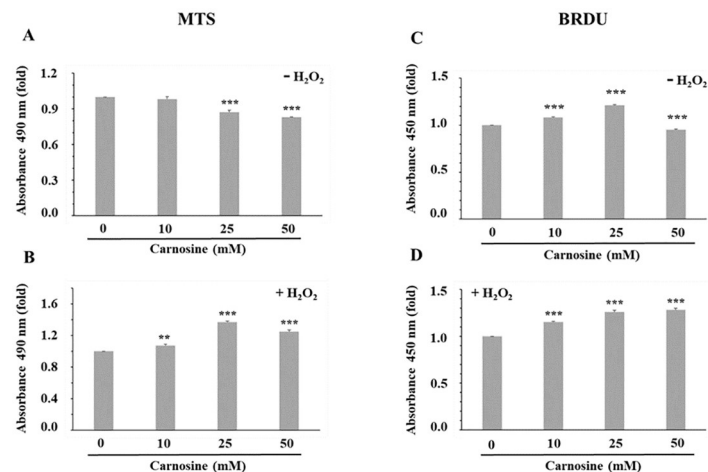 MTS
BRDU
A
− H₂O₂
Absorbance 490 nm (fold)
1.2
0.9
0.6
0.3
0.0
***
***
0 10 25 50
Carnosine (mM)
C
− H₂O₂
Absorbance 450 nm (fold)
1.5
1.0
0.5
0.0
***
***
***
0 10 25 50
Carnosine (mM)
B
+ H₂O₂
Absorbance 490 nm (fold)
1.6
1.2
0.8
0.4
0.0
**
***
***
0 10 25 50
Carnosine (mM)
D
+ H₂O₂
Absorbance 450 nm (fold)
1.5
1.0
0.5
0.0
***
***
***
0 10 25 50
Carnosine (mM)